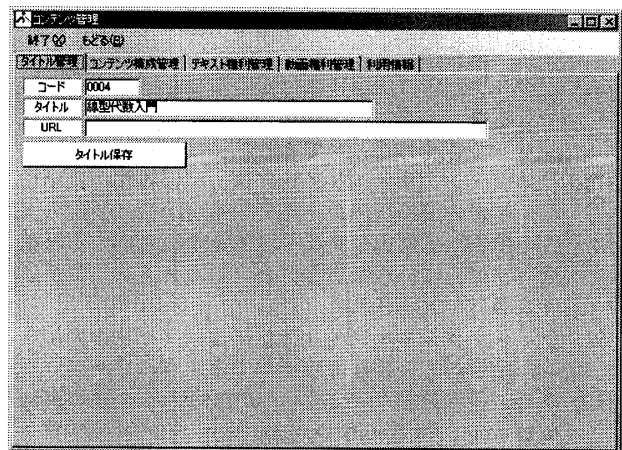 コンテンツ管理
終了(X) もどる(B)
タイトル管理 コンテンツ構成管理 テキスト権利管理 動画権利管理 利用情報
コード 0004
タイトル 線型代数入門
URL
タイトル保存